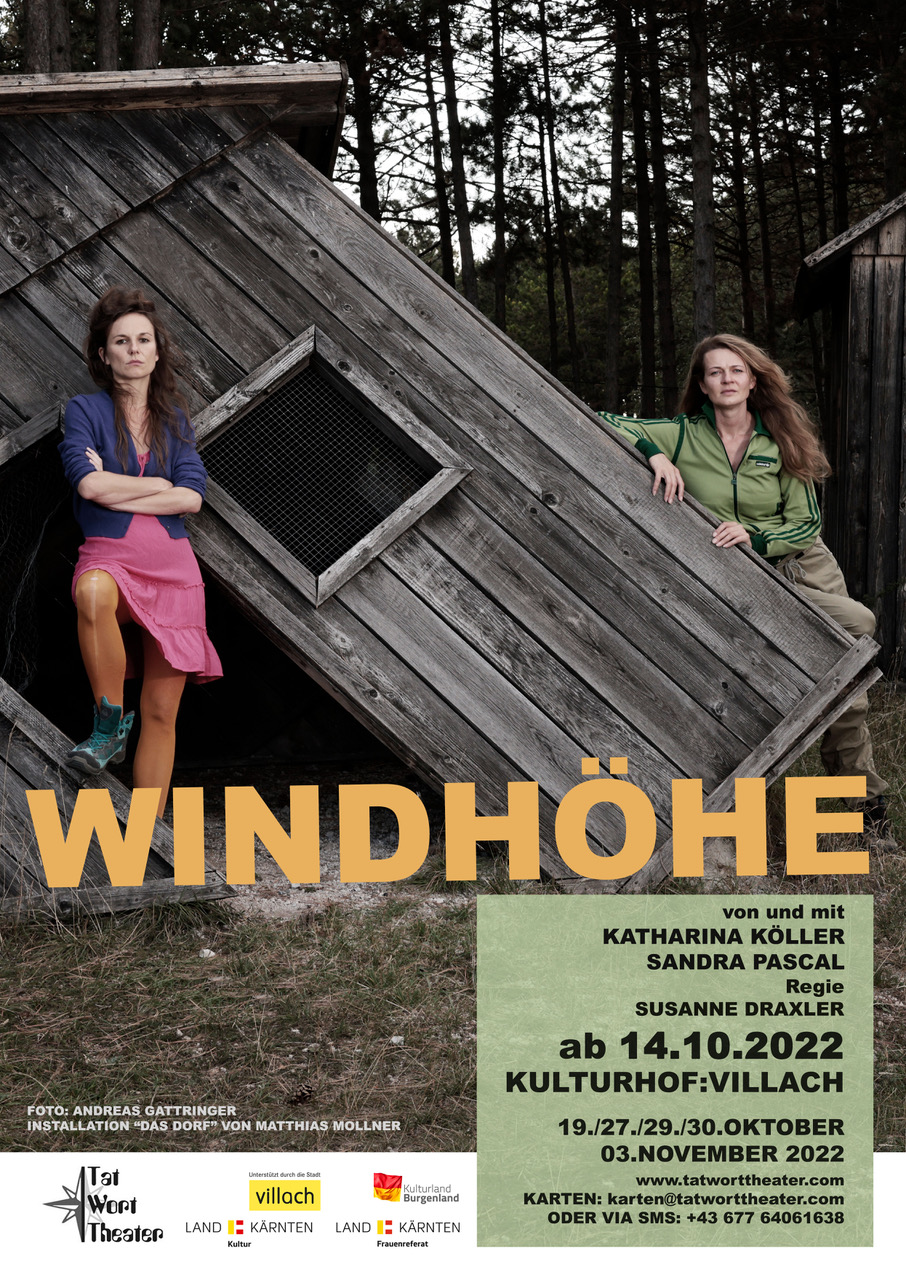 WINDHÖHE
von und mit
KATHARINA KÖLLER
SANDRA PASCAL
Regie
SUSANNE DRAXLER
ab 14.10.2022
KULTURHOF:VILLACH
19./27./29./30.OKTOBER
03.NOVEMBER 2022
www.tatworttheater.com
KARTEN: karten@tatworttheater.com
ODER VIA SMS: +43 677 64061638
FOTO: ANDREAS GATTRINGER
INSTALLATION “DAS DORF” VON MATTHIAS MOLLNER
Tat
Wort
Theater
Unterstützt durch die Stadt
villach
Kulturland
Burgenland
LAND KÄRNTEN
Kultur
LAND KÄRNTEN
Frauenreferat